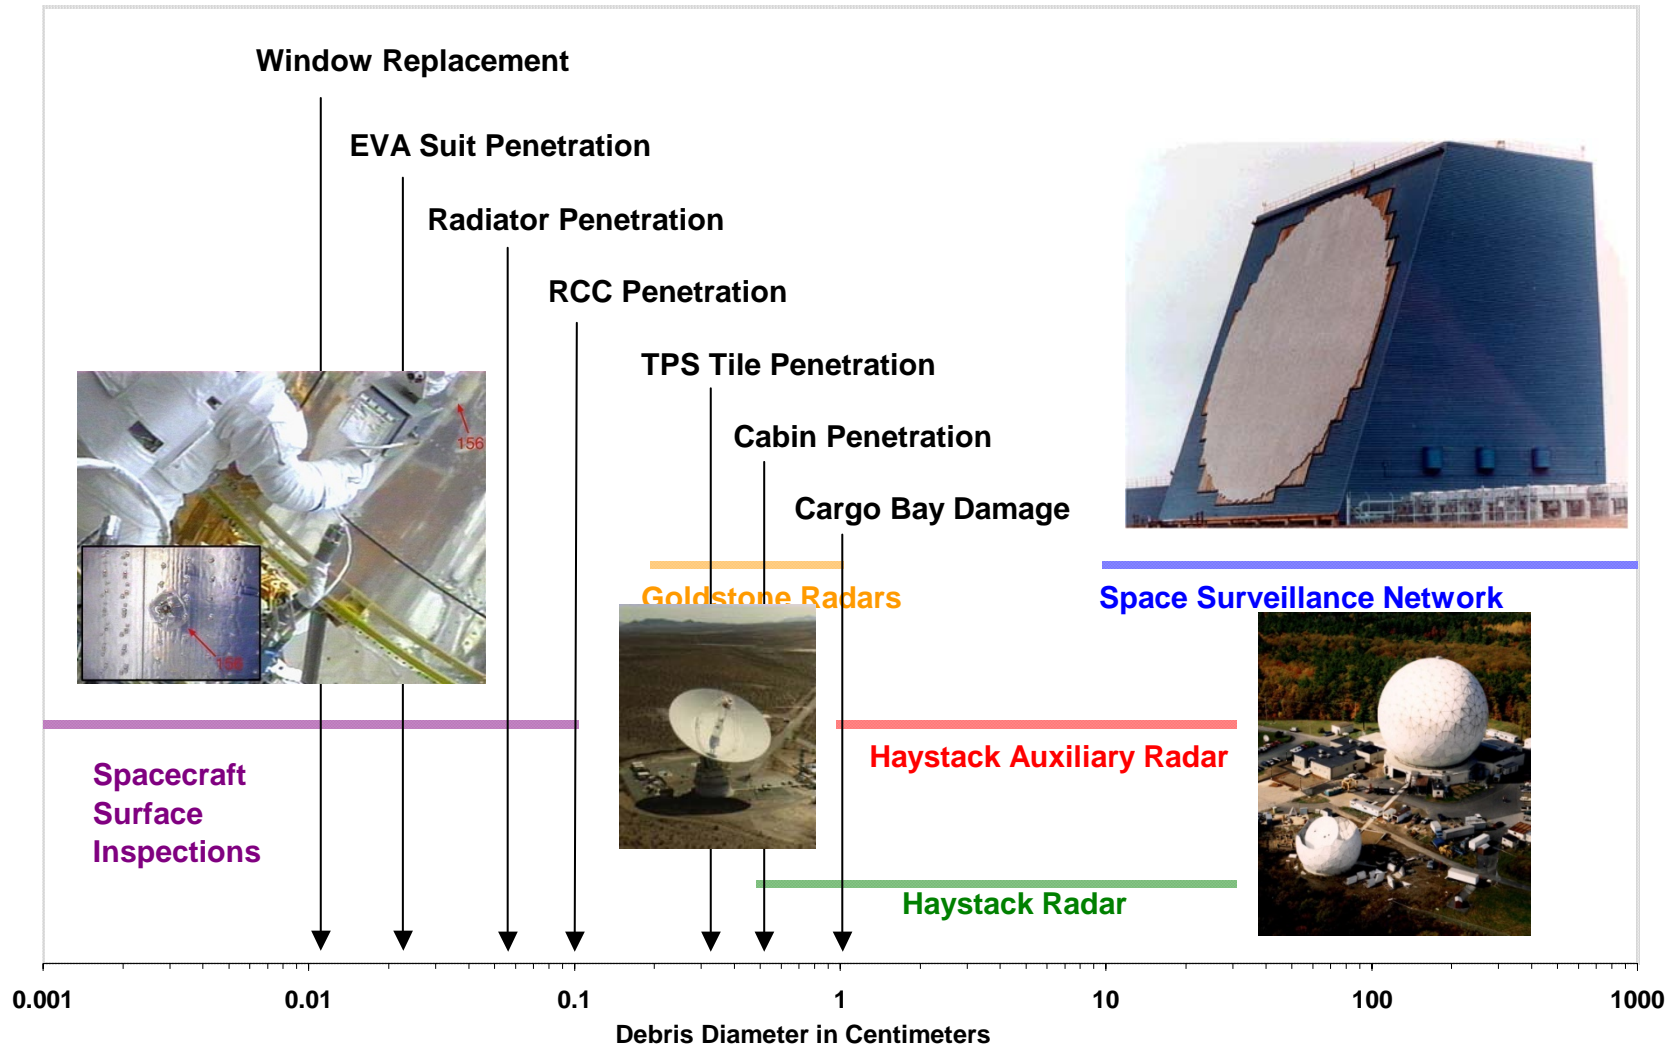 Window Replacement
EVA Suit Penetration
Radiator Penetration
RCC Penetration
TPS Tile Penetration
156
Cabin Penetration
Cargo Bay Damage
Goldstone Radars
Space Surveillance Network
156
Haystack Auxiliary Radar
Spacecraft
Surface
Inspections
Haystack Radar
0.001 0.01 0.1 1 10 100 1000
Debris Diameter in Centimeters